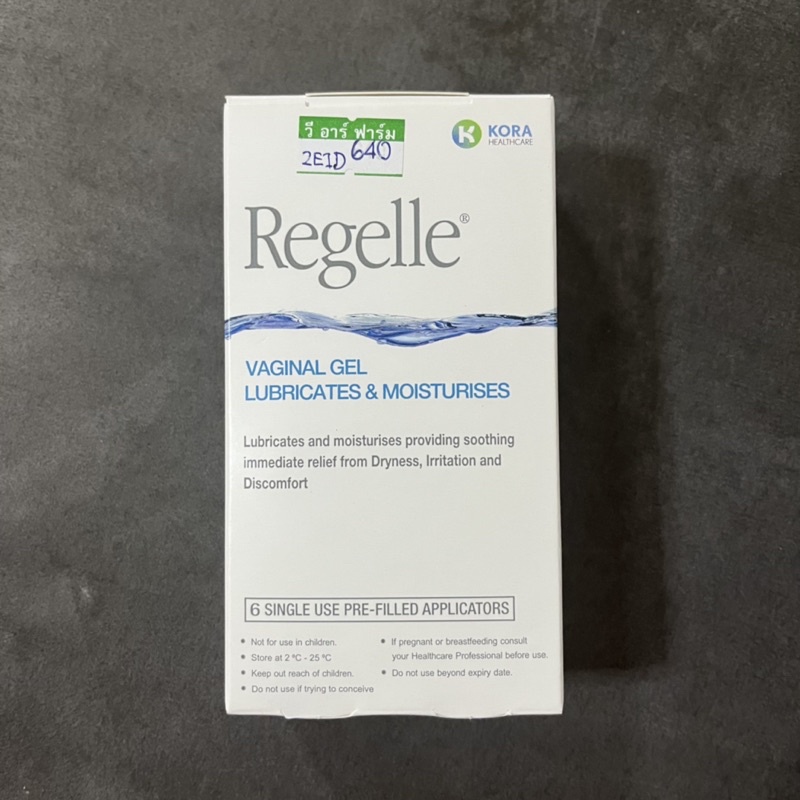 วี อาร์ ฟาร์ม
2E1D 640
KORA
HEALTHCARE
Regelle®
VAGINAL GEL
LUBRICATES & MOISTURISES
Lubricates and moisturises providing soothing
immediate relief from Dryness, Irritation and
Discomfort
6 SINGLE USE PRE-FILLED APPLICATORS
• Not for use in children.
• Store at 2 ºC - 25 ºC
• Keep out reach of children.
• Do not use if trying to conceive
• If pregnant or breastfeeding consult
your Healthcare Professional before use.
• Do not use beyond expiry date.